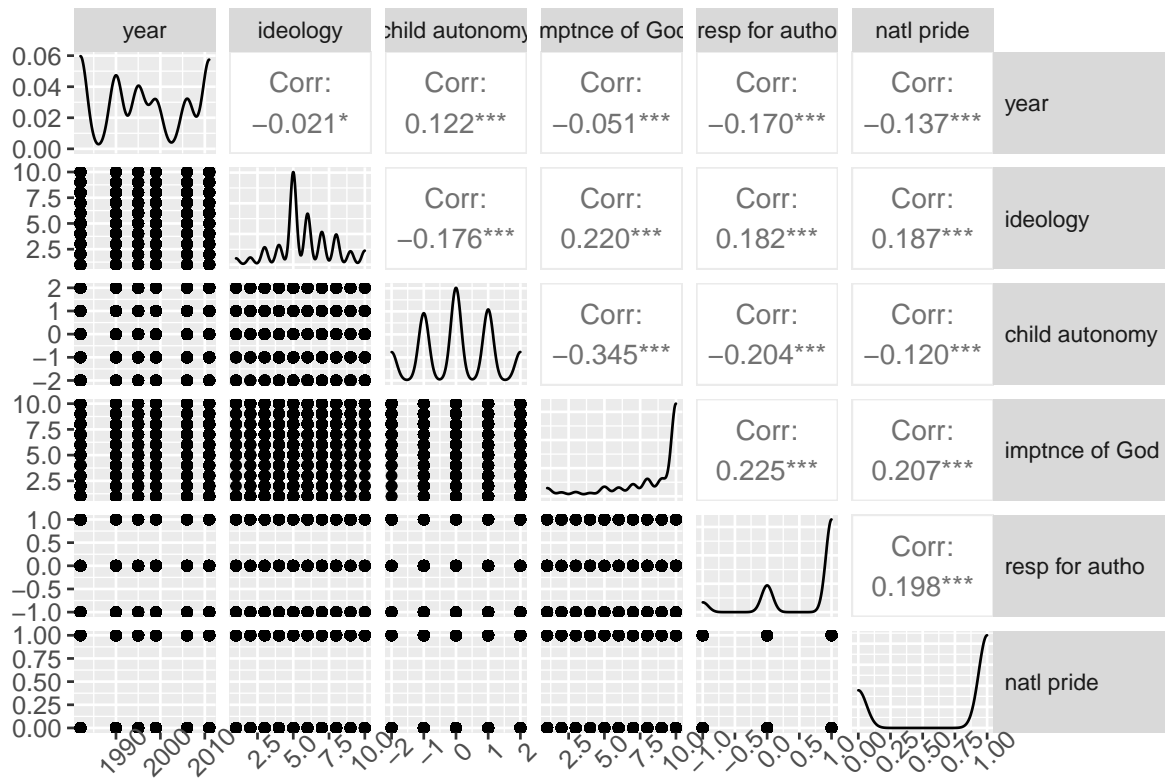 year ideology child autonomy mptnce of God resp for autho natl pride
0.06
0.04
0.02
0.00
Corr: Corr: Corr: Corr: Corr:
−0.021* 0.122*** −0.051*** −0.170*** −0.137***
year
10.0
7.5
5.0
2.5
Corr: Corr: Corr: Corr:
−0.176*** 0.220*** 0.182*** 0.187***
ideology
2
1
0
−1
−2
Corr: Corr: Corr:
−0.345*** −0.204*** −0.120***
child autonomy
10.0
7.5
5.0
2.5
Corr: Corr:
0.225*** 0.207***
imptnce of God
1.0
0.5
0.0
−0.5
−1.0
Corr:
0.198***
resp for autho
1.00
0.75
0.50
0.25
0.00
natl pride
1990 2000 2010 2.5 5.0 7.5 10.0 −2 −1 0 1 2 2.5 5.0 7.5 10.0 −1.0 −0.5 0.0 0.5 1.0 0.00 0.25 0.50 0.75 1.00